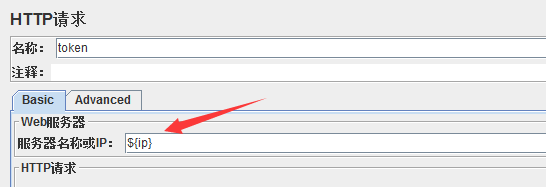 HTTP请求
名称： token
注释：
Basic Advanced
Web服务器
服务器名称或IP： ${ip}
HTTP请求